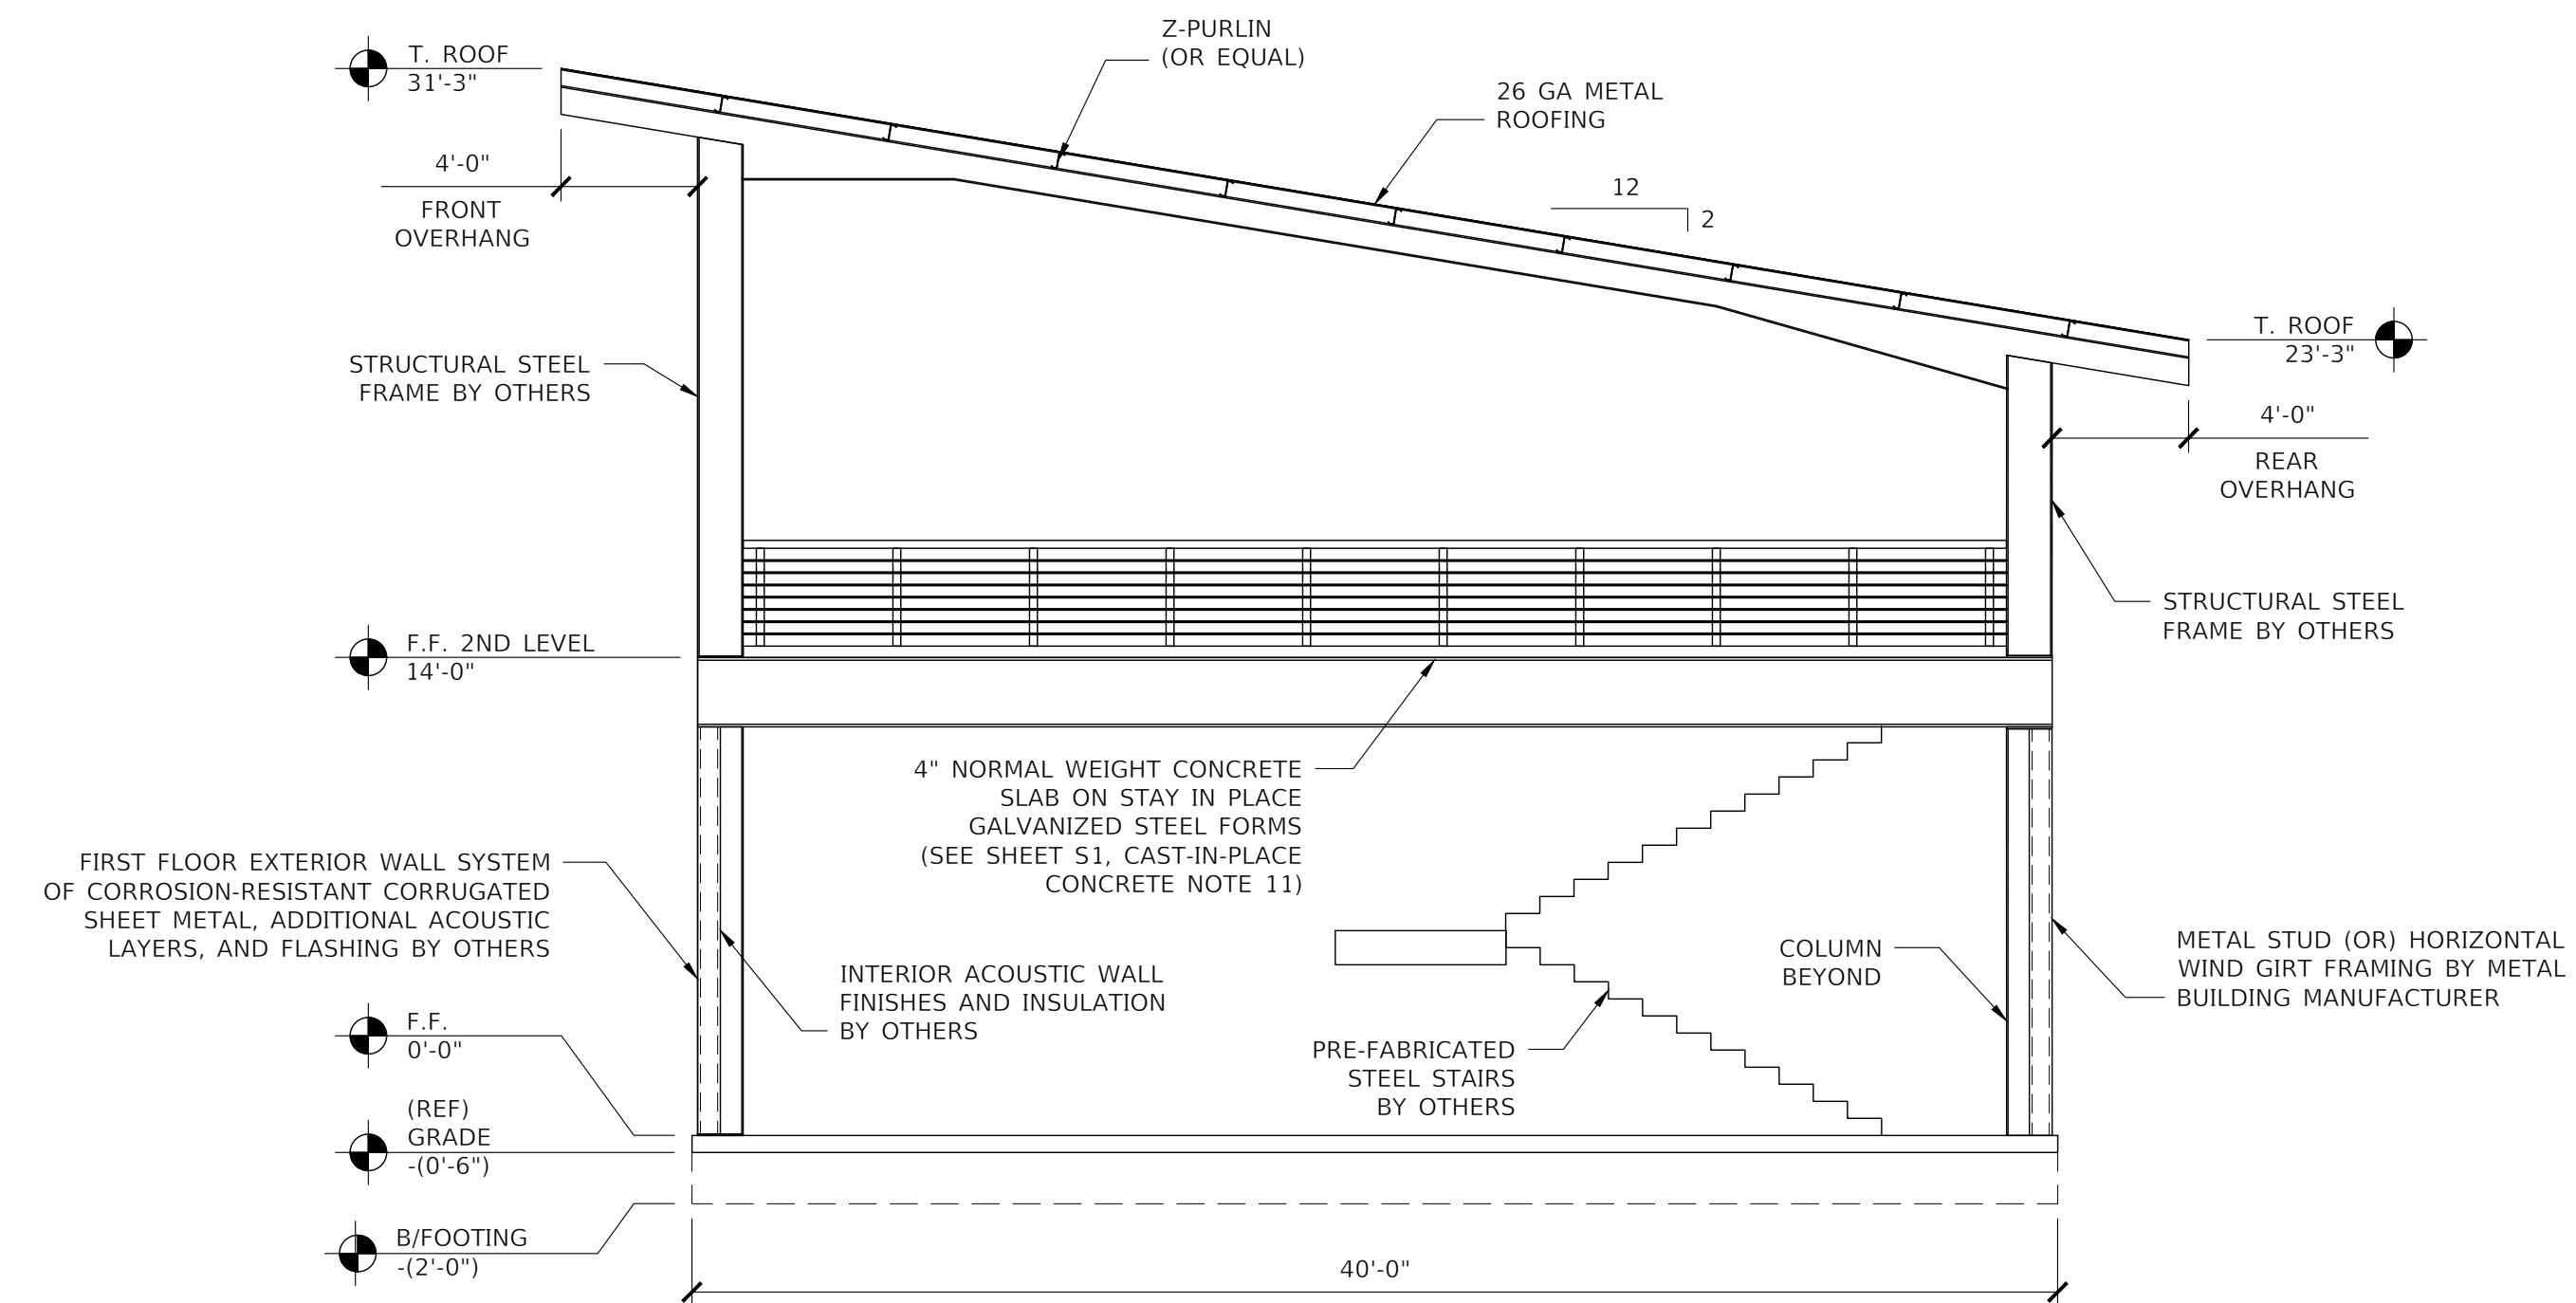 Z-PURLIN
(OR EQUAL)
T. ROOF
31'-3"
26 GA METAL
ROOFING
4'-0"
FRONT
OVERHANG
12
2
T. ROOF
23'-3"
STRUCTURAL STEEL
FRAME BY OTHERS
4'-0"
REAR
OVERHANG
STRUCTURAL STEEL
FRAME BY OTHERS
F.F. 2ND LEVEL
14'-0"
4" NORMAL WEIGHT CONCRETE
SLAB ON STAY IN PLACE
GALVANIZED STEEL FORMS
(SEE SHEET S1, CAST-IN-PLACE
CONCRETE NOTE 11)
FIRST FLOOR EXTERIOR WALL SYSTEM
OF CORROSION-RESISTANT CORRUGATED
SHEET METAL, ADDITIONAL ACOUSTIC
LAYERS, AND FLASHING BY OTHERS
INTERIOR ACOUSTIC WALL
FINISHES AND INSULATION
BY OTHERS
COLUMN
BEYOND
METAL STUD (OR) HORIZONTAL
WIND GIRT FRAMING BY METAL
BUILDING MANUFACTURER
F.F.
0'-0"
PRE-FABRICATED
STEEL STAIRS
BY OTHERS
(REF)
GRADE
-(0'-6")
B/FOOTING
-(2'-0")
40'-0"